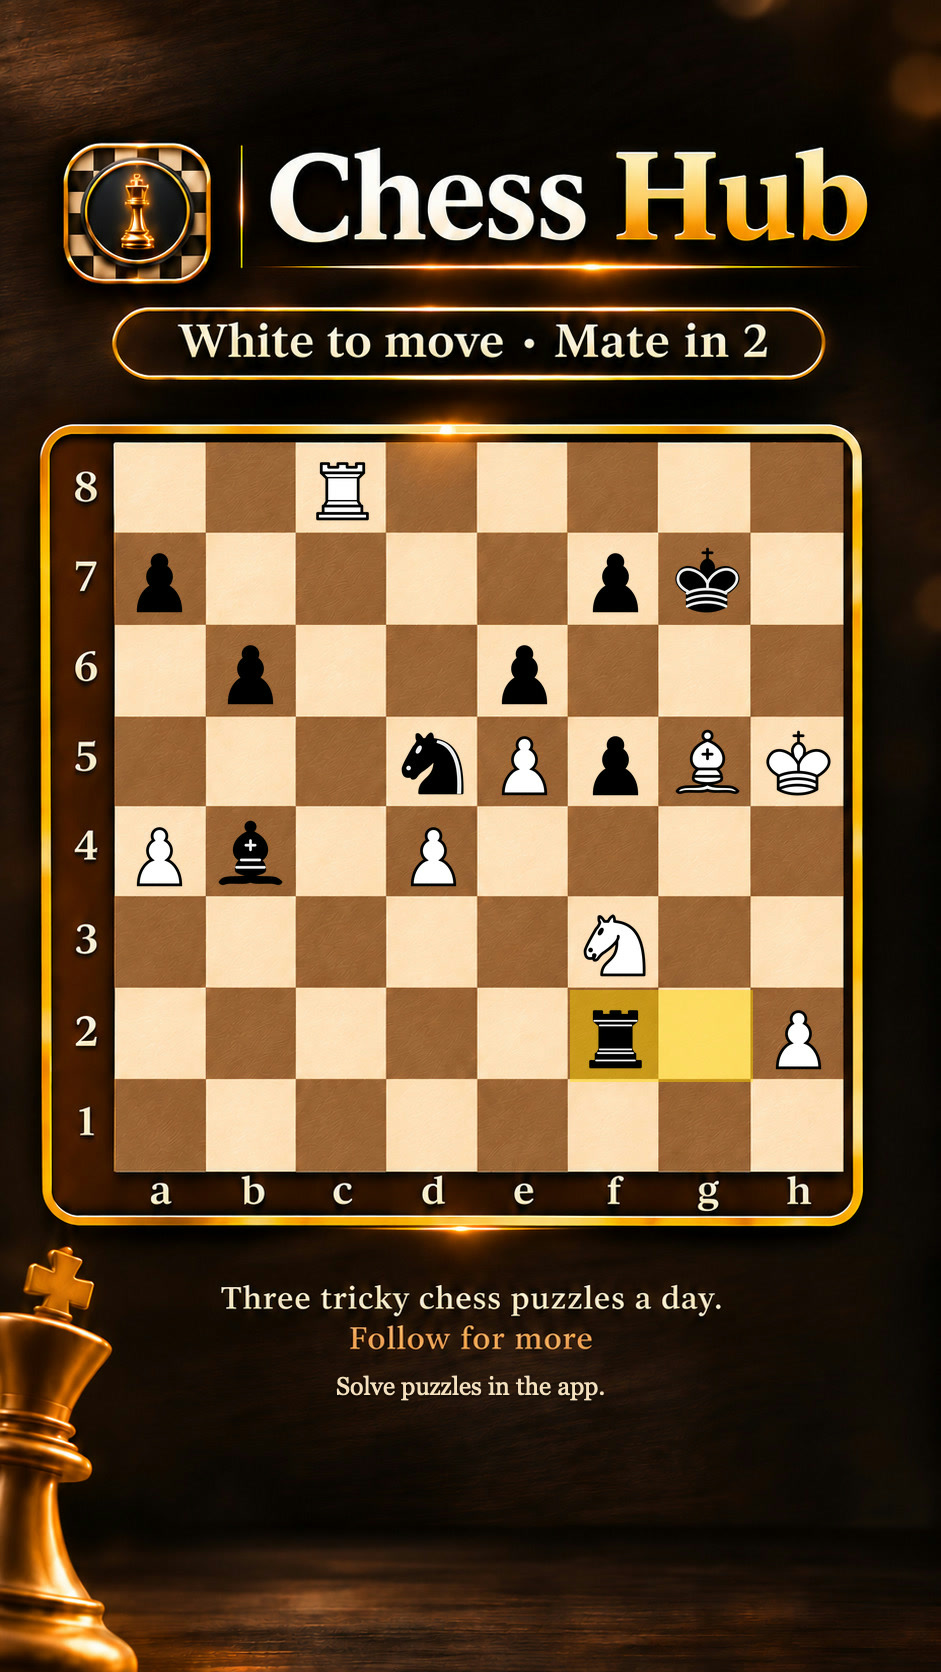 Chess Hub
White to move • Mate in 2
8
7
6
5
4
3
2
1
a b c d e f g h
Three tricky chess puzzles a day.
Follow for more
Solve puzzles in the app.